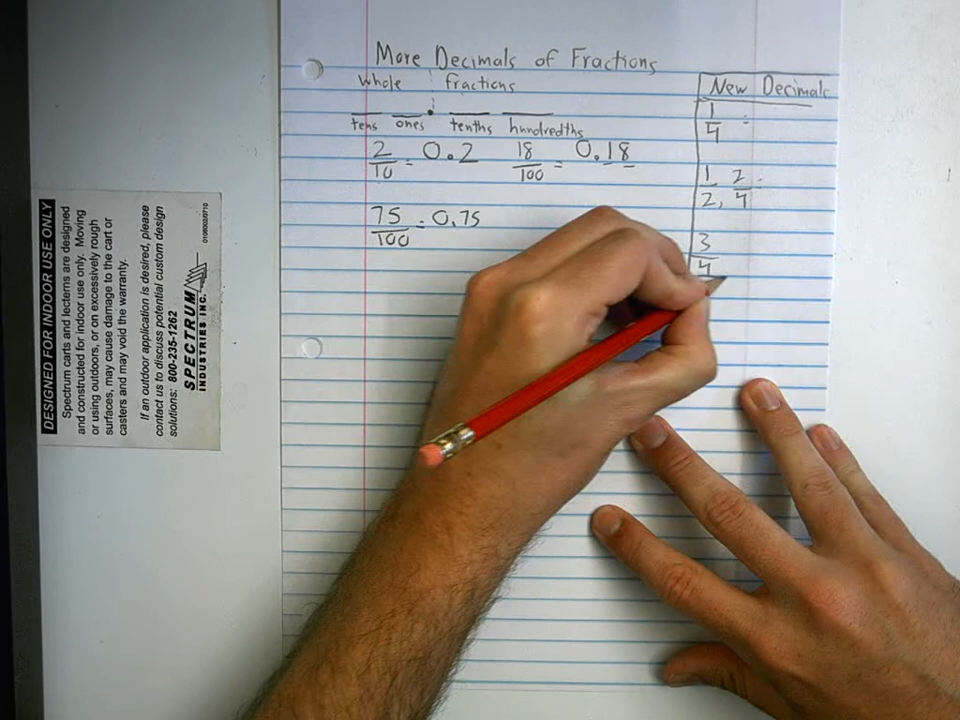 More Decimals of Fractions
Whole fractions
tens ones . tenths hundredths
2/10 = 0.2 18/100 = 0.18
75/100 = 0.75
New Decimals
1/4 =
1/2, 2/4 =
3/4
DESIGNED FOR INDOOR USE ONLY
Spectrum carts and lecterns are designed
and constructed for indoor use only. Moving
or using outdoors, or on excessively rough
surfaces, may cause damage to the cart or
casters and may void the warranty.
If an outdoor application is desired, please
contact us to discuss potential custom design
solutions: 800-235-1262
SPECTRUM
INDUSTRIES INC.